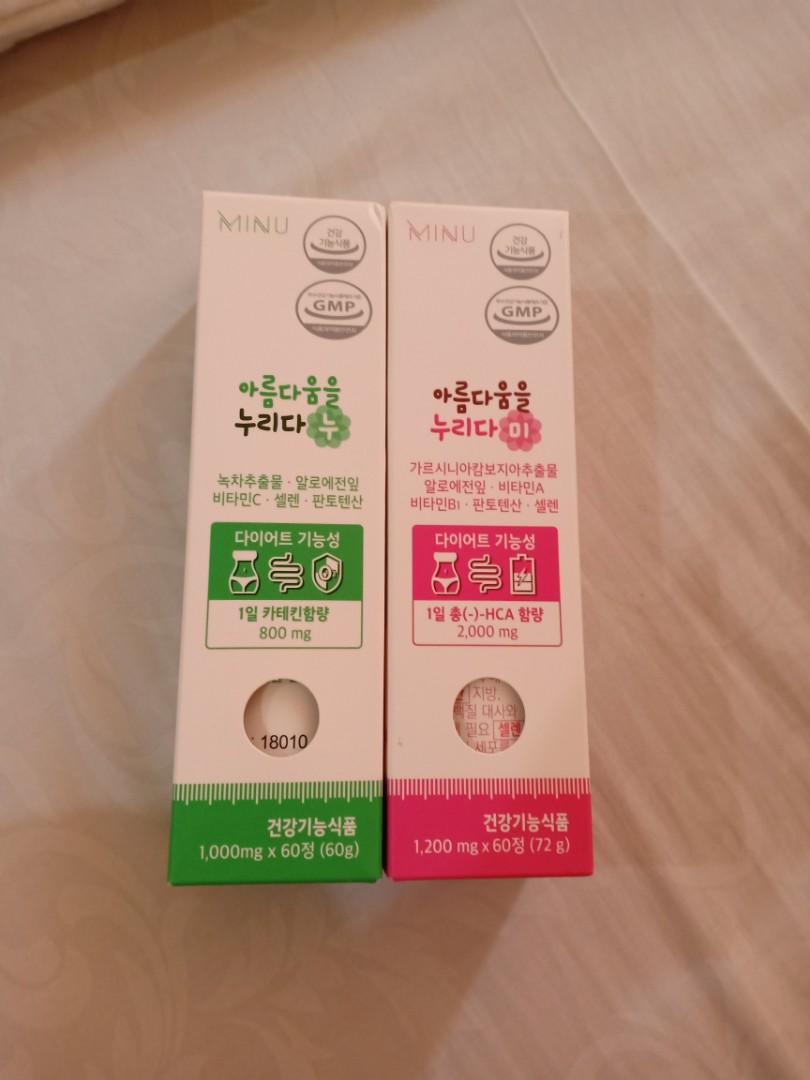 MINU
건강
기능식품
GMP
아름다움을
누리다 누
녹차추출물 · 알로에전잎
비타민C · 셀렌 · 판토텐산
다이어트 기능성
1일 카테킨함량
800 mg
18010
건강기능식품
1,000mg x 60정 (60g)
MINU
건강
기능식품
GMP
아름다움을
누리다 미
가르시니아캄보지아추출물
알로에전잎 · 비타민A
비타민B1 · 판토텐산 · 셀렌
다이어트 기능성
1일 총(-)-HCA 함량
2,000 mg
지방,
대사와
필요 셀렌
건강기능식품
1,200 mg x 60정 (72 g)